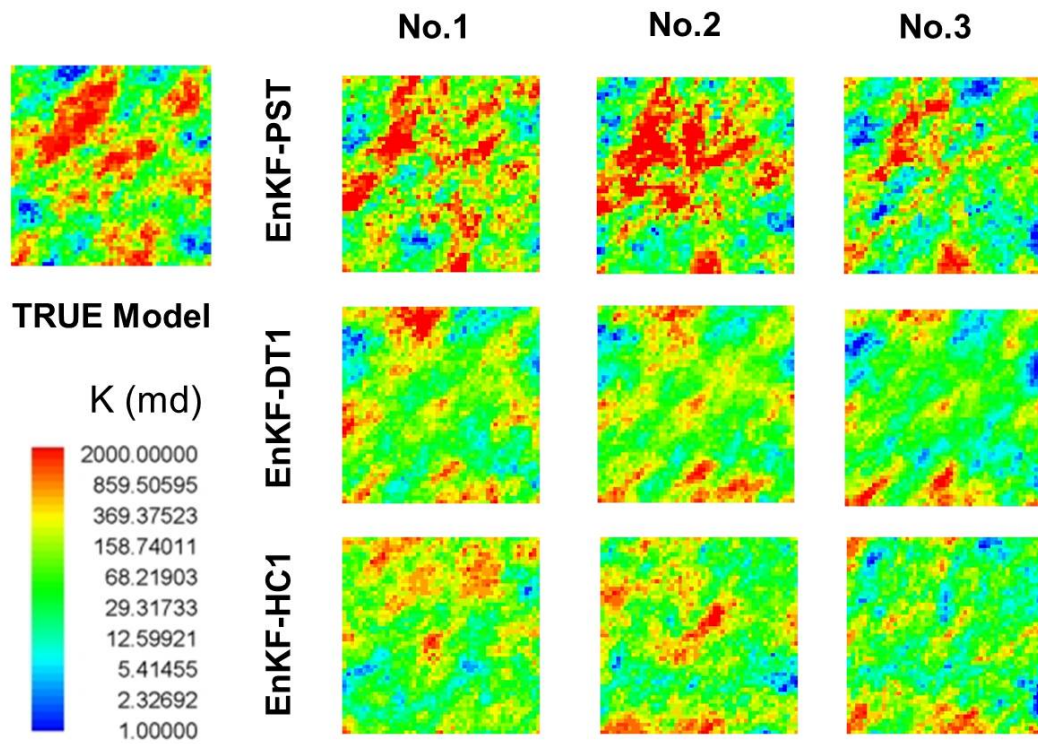 No.1
No.2
No.3
EnKF-PST
TRUE Model
EnKF-DT1
K (md)
2000.00000
859.50595
369.37523
158.74011
68.21903
29.31733
12.59921
5.41455
2.32692
1.00000
EnKF-HC1